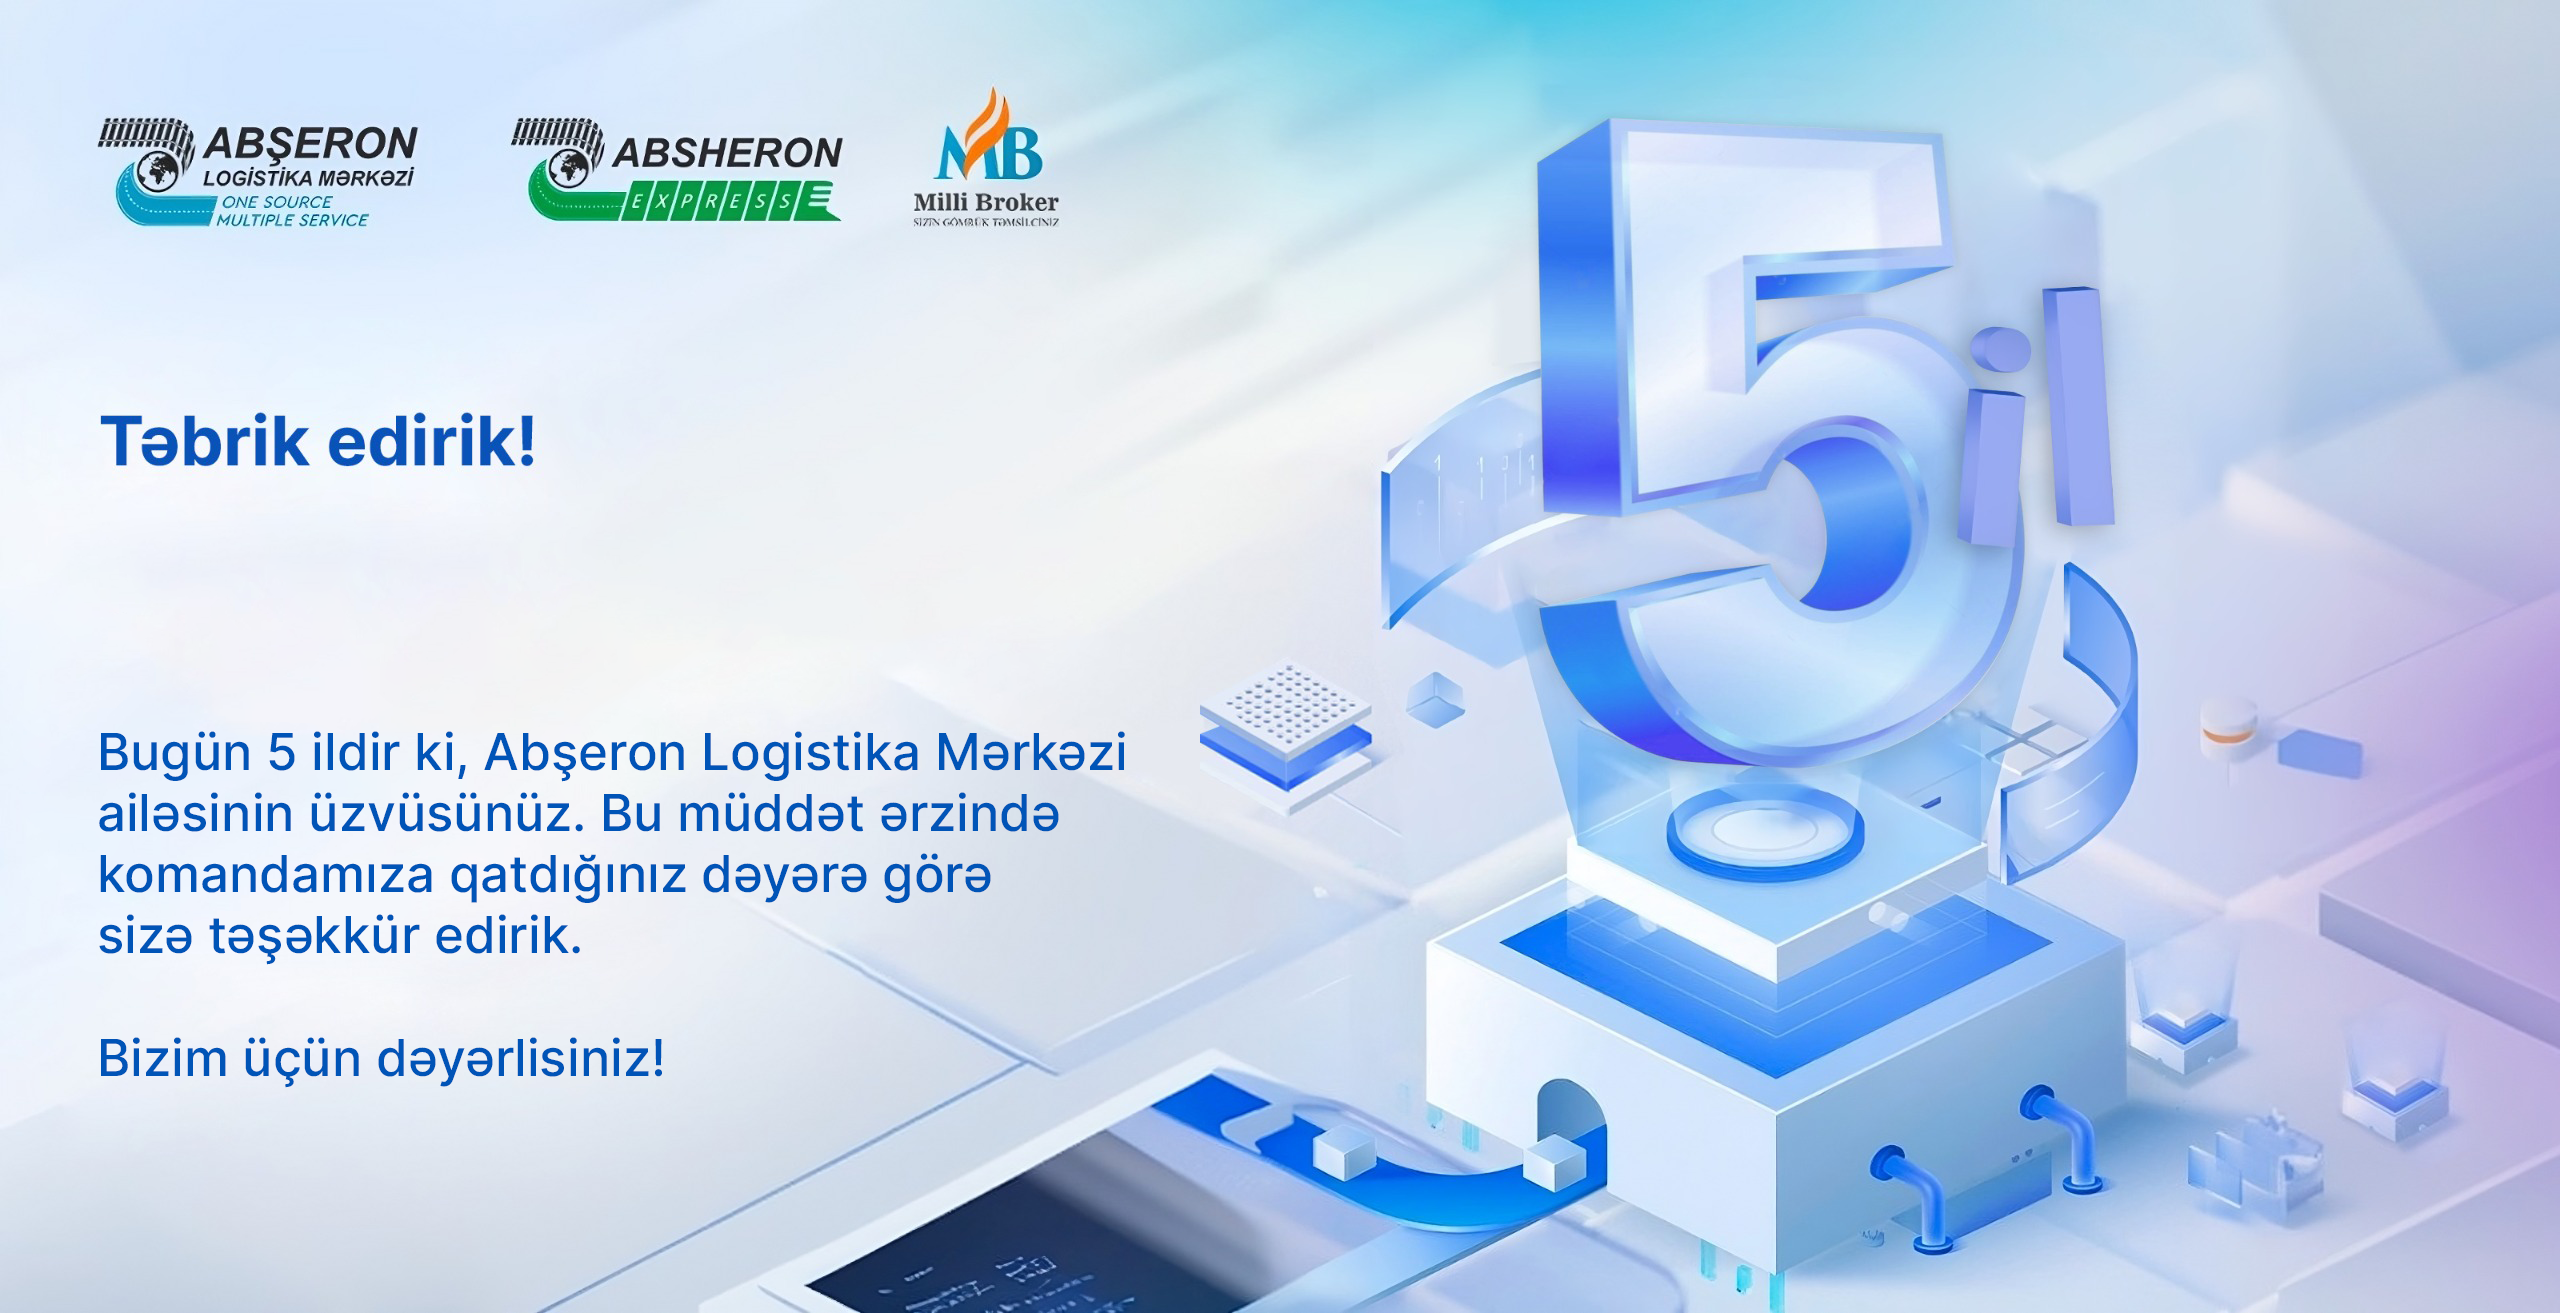 ABŞERON
LOGİSTİKA MƏRKƏZİ
ONE SOURCE
MULTIPLE SERVICE
ABSHERON
EXPRESS
MB
Milli Broker
SİZİN GÖMRÜK TƏMSİLÇİNİZ
5 il
Təbrik edirik!
Bugün 5 ildir ki, Abşeron Logistika Mərkəzi
ailəsinin üzvüsünüz. Bu müddət ərzində
komandamıza qatdığınız dəyərə görə
sizə təşəkkür edirik.
Bizim üçün dəyərlisiniz!